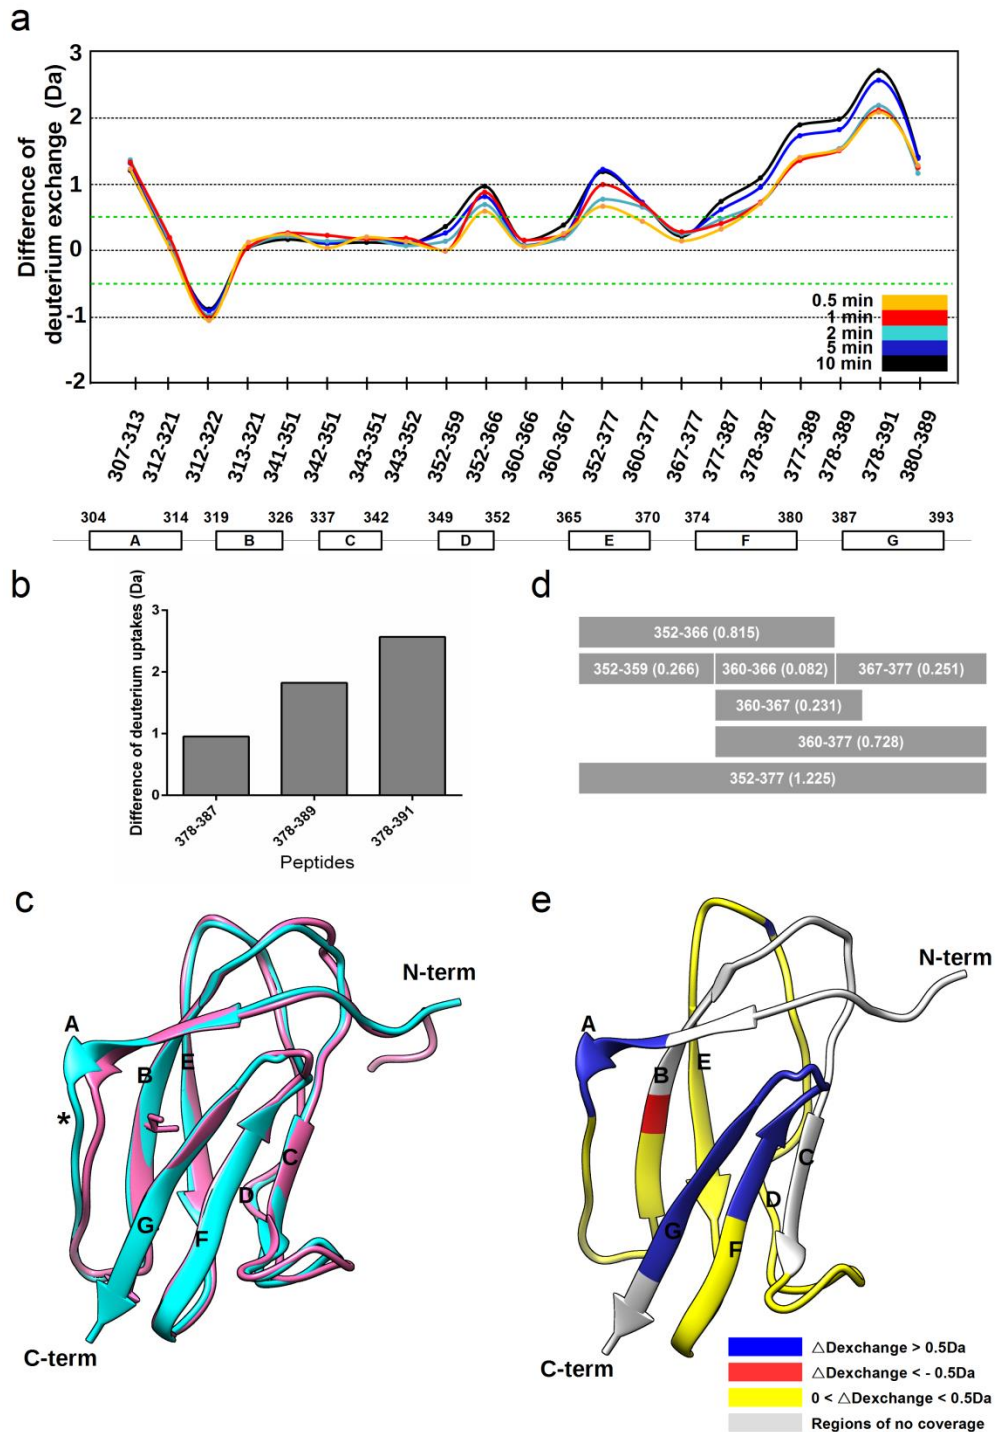 a
Difference of
deuterium exchange (Da)
3
2
1
0
-1
-2
0.5 min
1 min
2 min
5 min
10 min
307-313
312-321
312-322
313-321
341-351
342-351
343-351
343-352
352-359
352-366
360-366
360-367
352-377
360-377
367-377
377-387
378-387
377-389
378-389
378-391
380-389
304 314 319 326 337 342 349 352 365 370 374 380 387 393
A B C D E F G
b
Difference of deuterium uptakes (Da)
3
2
1
0
378-387
378-389
378-391
Peptides
d
352-366 (0.815)
352-359 (0.266) 360-366 (0.082) 367-377 (0.251)
360-367 (0.231)
360-377 (0.728)
352-377 (1.225)
c
N-term
A
B
E
*
C
D
G
F
C-term
e
N-term
A
B
E
C
D
G
F
C-term
△Dexchange > 0.5Da
△Dexchange < - 0.5Da
0 < △Dexchange < 0.5Da
Regions of no coverage